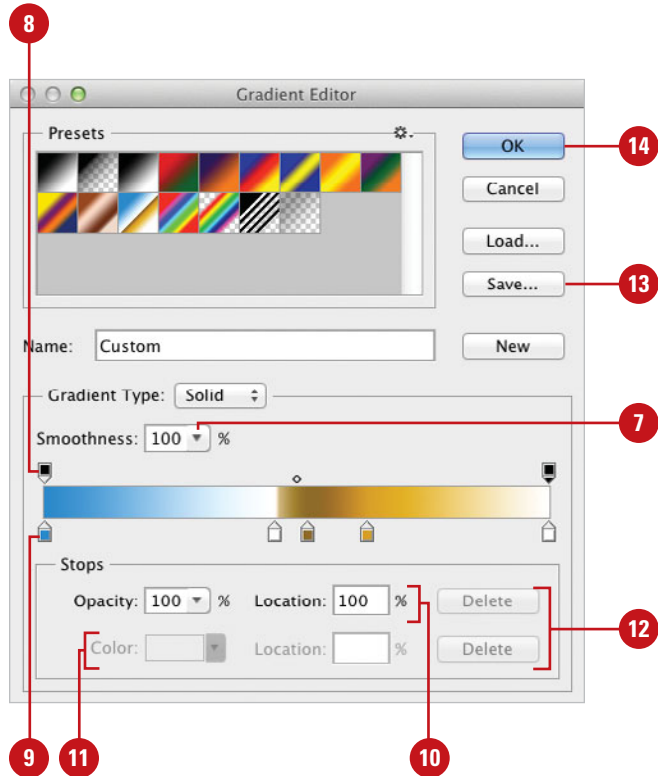 8
Gradient Editor
Presets
OK
14
Cancel
Load...
Save...
13
Name: Custom
New
Gradient Type: Solid
Smoothness: 100 %
7
9
Stops
Opacity: 100 % Location: 100 % Delete
Color: Location: % Delete
12
11
10